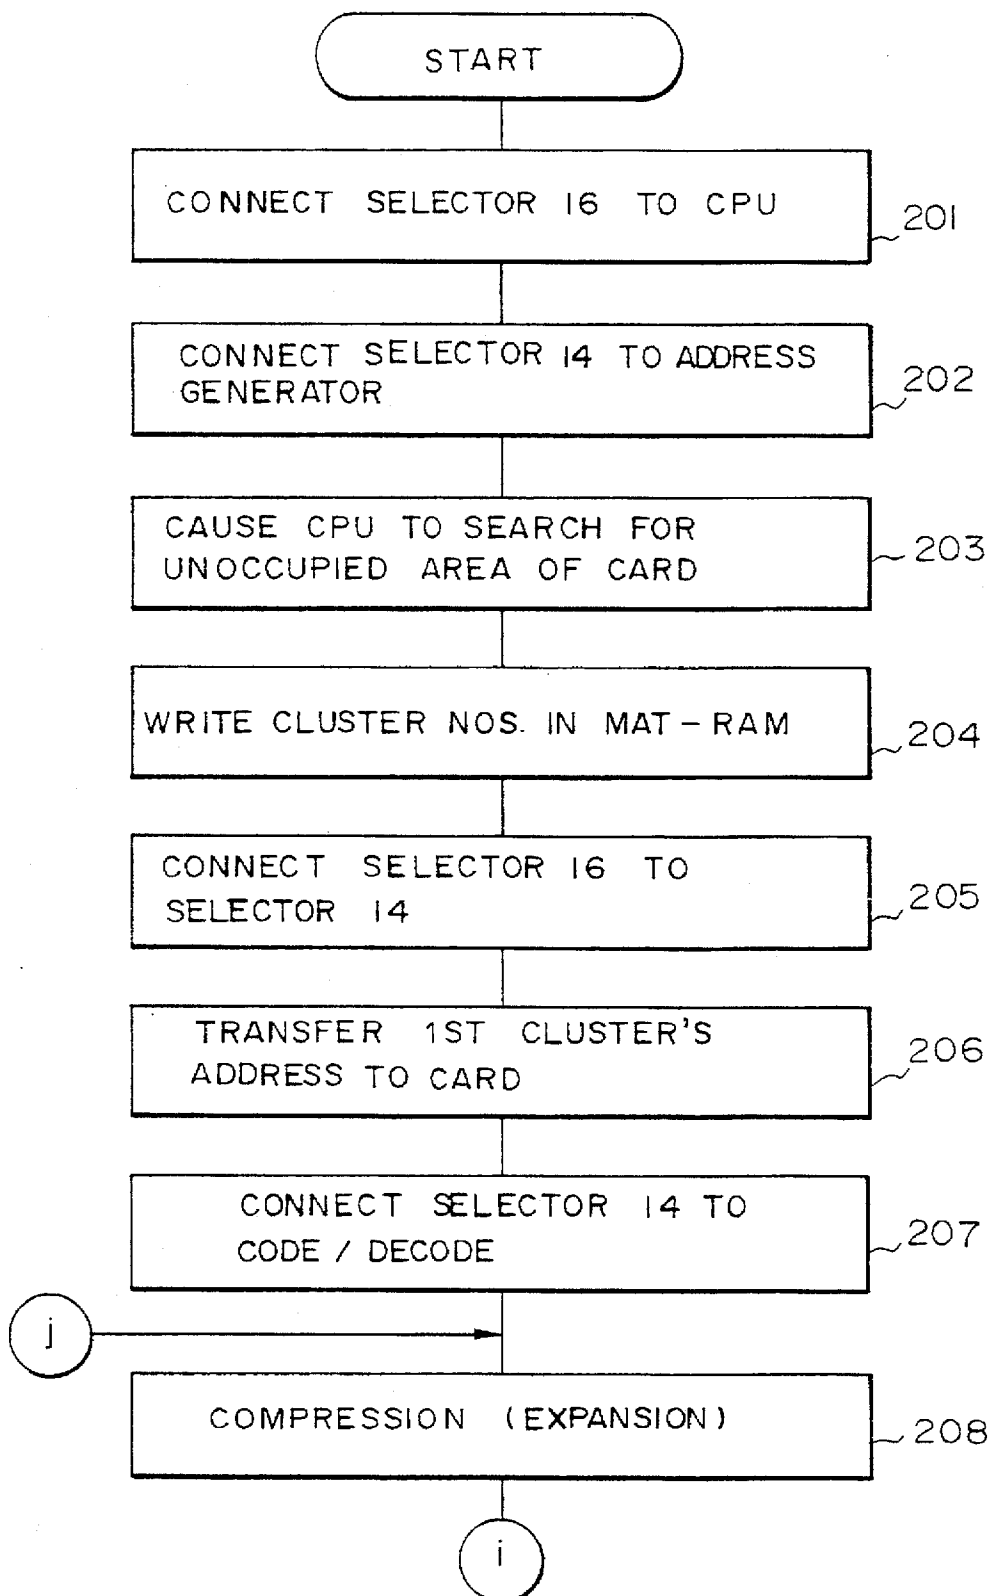 START
CONNECT SELECTOR 16 TO CPU
201
CONNECT SELECTOR 14 TO ADDRESS
GENERATOR
202
CAUSE CPU TO SEARCH FOR
UNOCCUPIED AREA OF CARD
203
WRITE CLUSTER NOS. IN MAT-RAM
204
CONNECT SELECTOR 16 TO
SELECTOR 14
205
TRANSFER 1ST CLUSTER'S
ADDRESS TO CARD
206
CONNECT SELECTOR 14 TO
CODE / DECODE
207
j
COMPRESSION (EXPANSION)
208
i